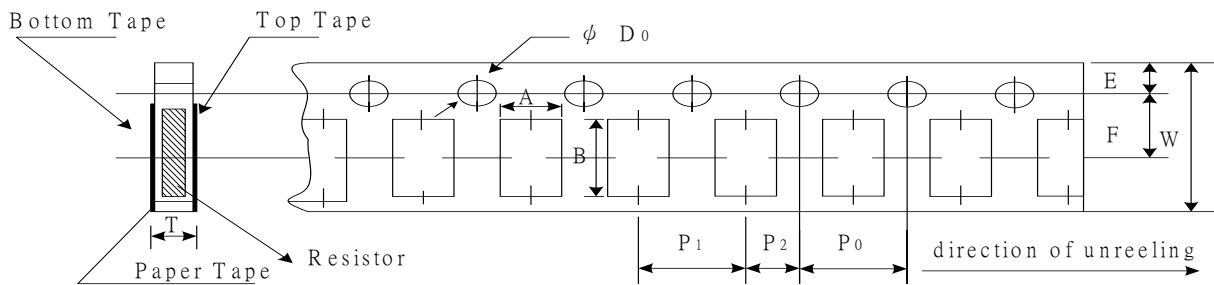 Bottom Tape
Top Tape
φ D0
A
B
E
F
W
T
P1
P2
P0
Resistor
Paper Tape
direction of unreeling